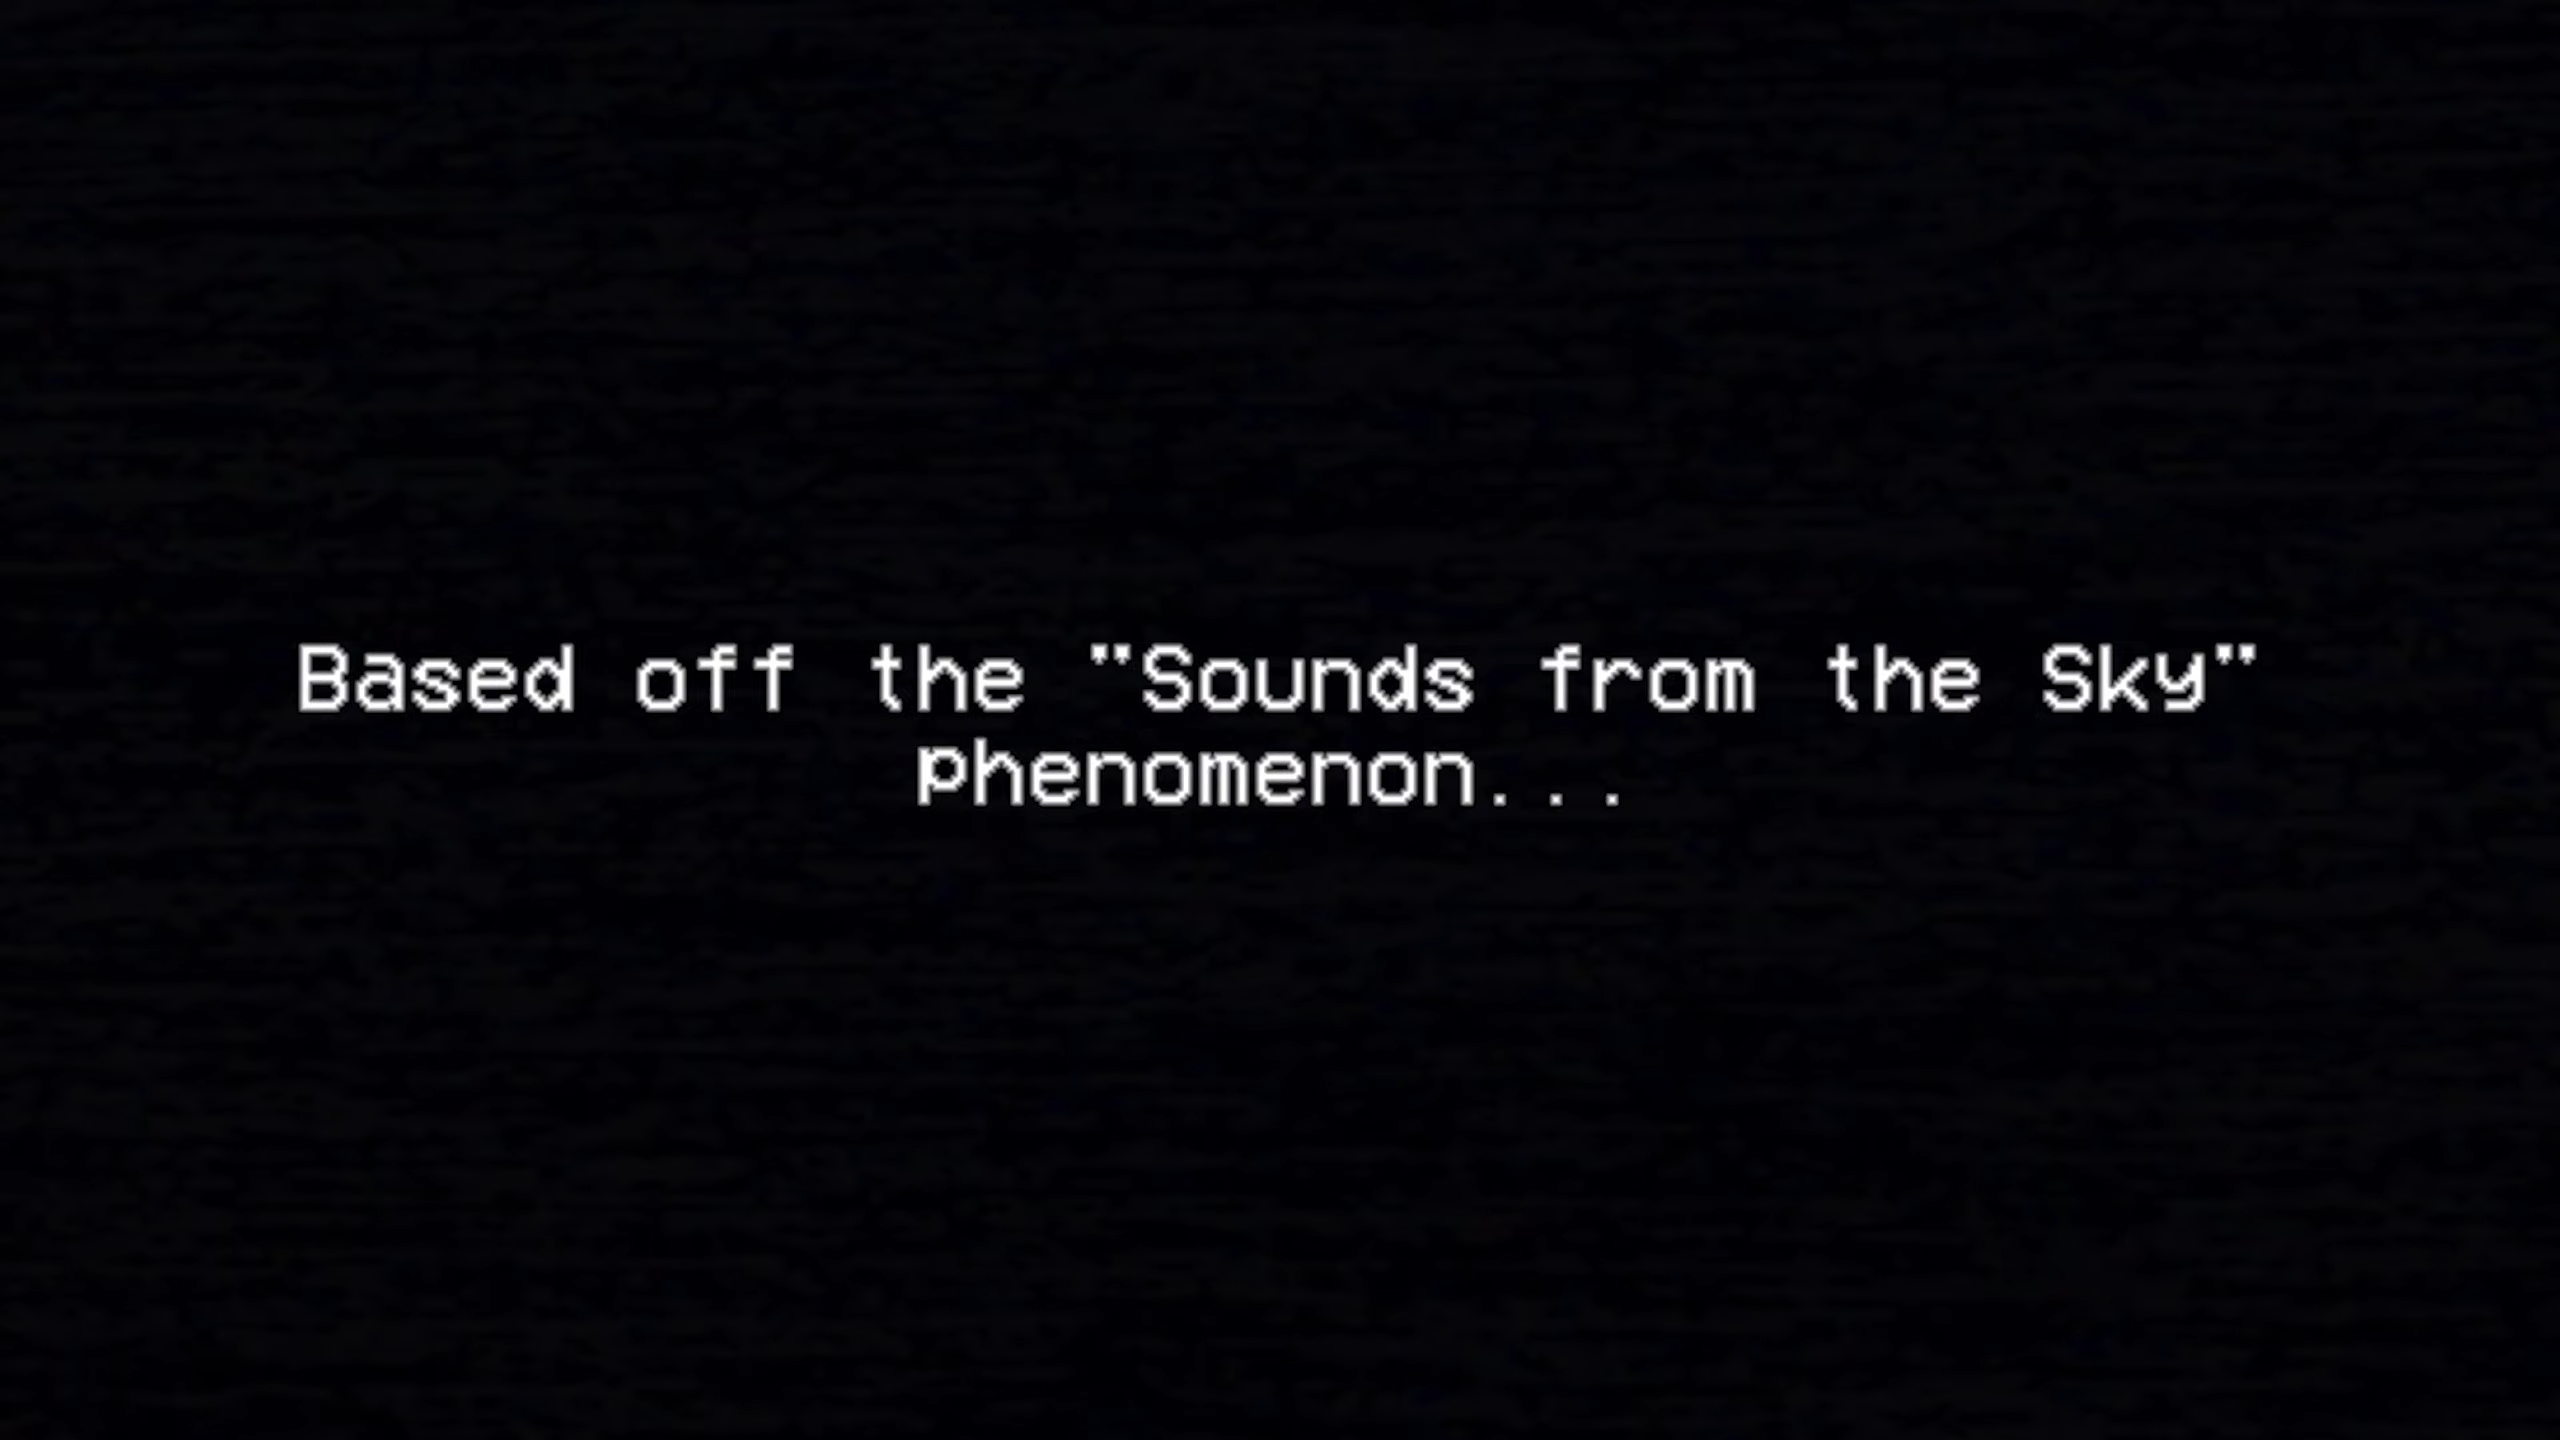 Based off the "Sounds from the Sky"
phenomenon...